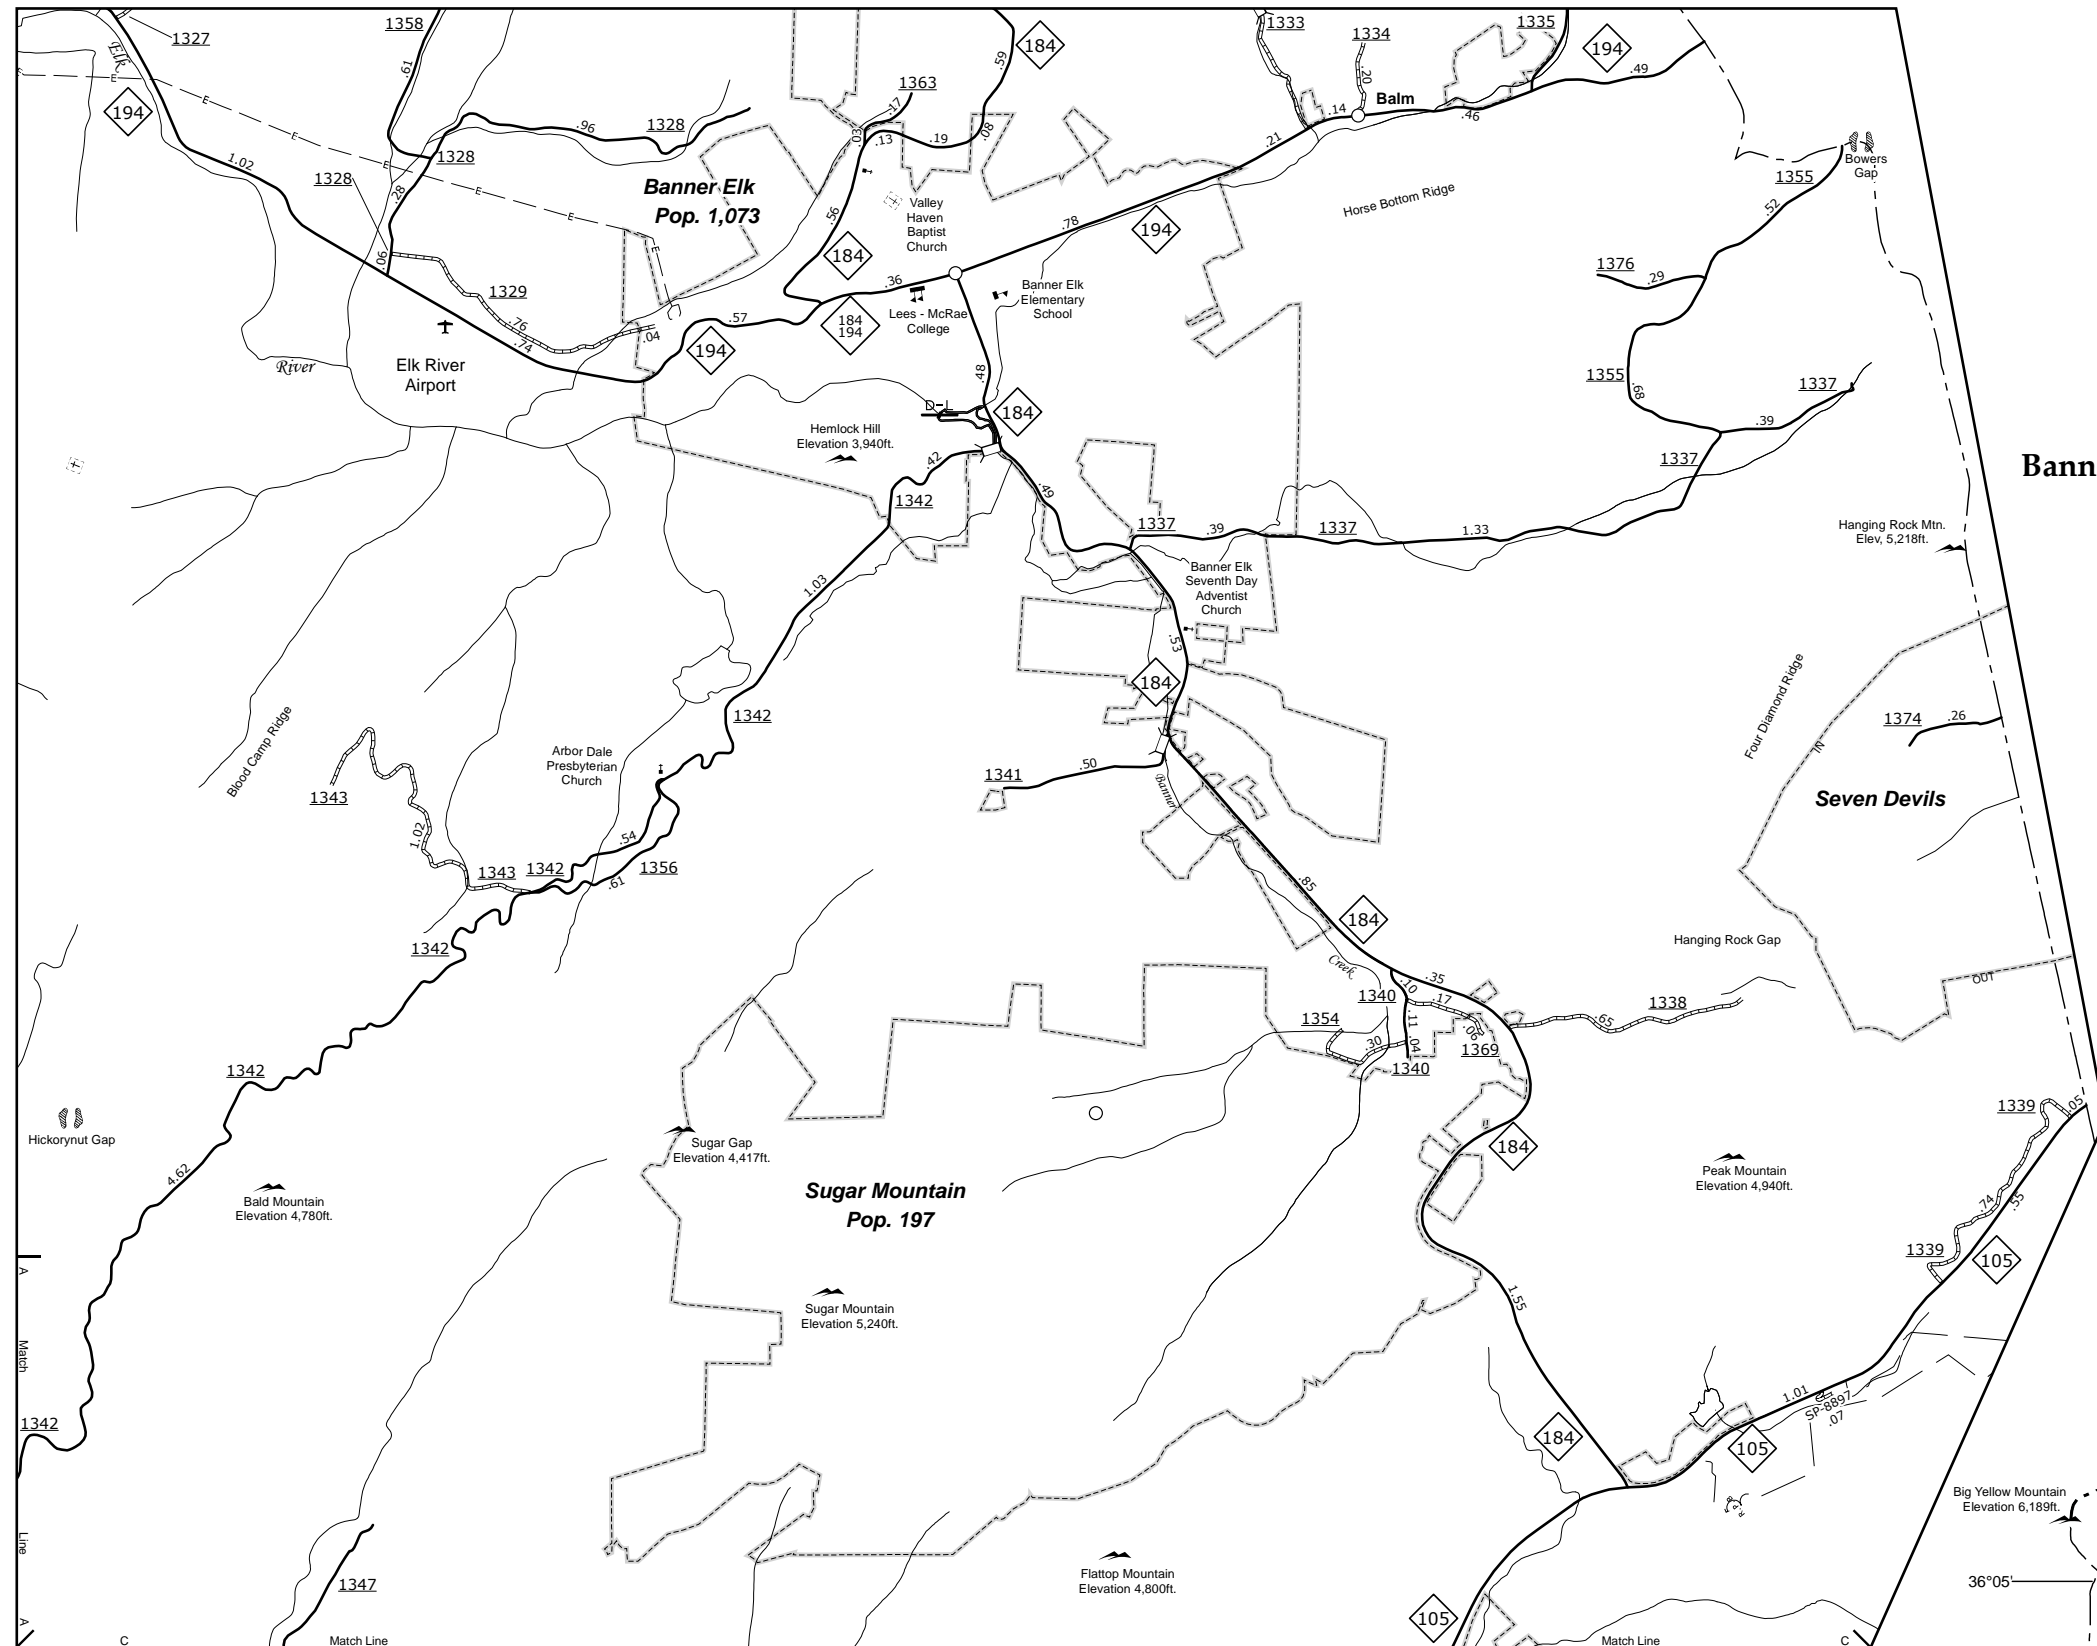 1327
1358
184
1333
1334
1335
194
Elk
.61
.59
.20
.49
1363
.17
194
.14
Balm
.46
E
E
E
E
E
E
E
.96
1328
.03
.13
.19
.08
.21
1.02
1328
1328
.28
Banner Elk
Pop. 1,073
Valley
Haven
Baptist
Church
.56
.78
194
Horse Bottom Ridge
Bowers
Gap
1355
.52
.06
184
.36
1329
.76
.74
.04
.57
184
194
194
Lees - McRae
College
Banner Elk
Elementary
School
1376
.29
River
Elk River
Airport
.48
D-L
184
1355
.68
1337
.39
1337
Hemlock Hill
Elevation 3,940ft.
.42
1342
.49
Bann
1337
.39
1337
1.33
Hanging Rock Mtn.
Elev, 5,218ft.
Banner Elk
Seventh Day
Adventist
Church
1.03
.53
184
Blood Camp Ridge
1342
Four Diamond Ridge
IN
1374
.26
Arbor Dale
Presbyterian
Church
1343
1.02
1341
.50
Banner
Seven Devils
.54
1343
1342
1356
.61
.85
184
1342
Hanging Rock Gap
OUT
Creek
.35
.10
.17
1340
.11
1354
.30
.04
.06
1369
1340
1338
.65
1342
Hickorynut Gap
Sugar Gap
Elevation 4,417ft.
184
Peak Mountain
Elevation 4,940ft.
1339
.05
.74
.55
4.62
Bald Mountain
Elevation 4,780ft.
Sugar Mountain
Pop. 197
1339
105
A
Sugar Mountain
Elevation 5,240ft.
1.55
Match
1342
1.01
SP-8897
.07
184
105
Big Yellow Mountain
Elevation 6,189ft.
Line
1347
Flattop Mountain
Elevation 4,800ft.
36°05'
105
A
C
Match Line
Match Line
C